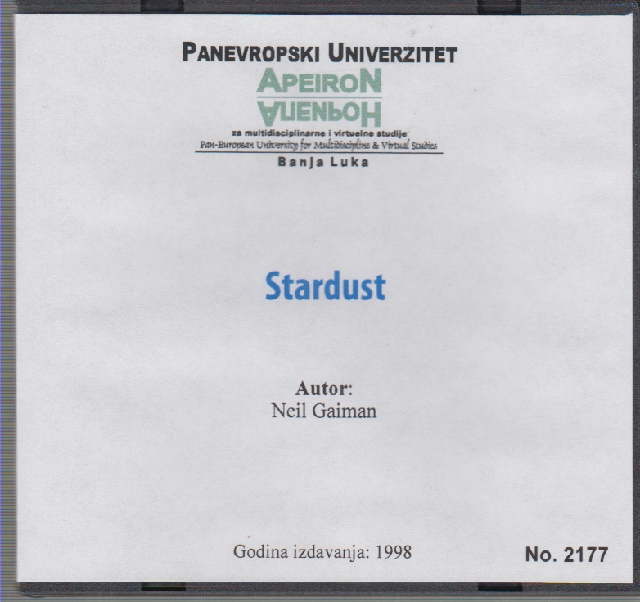 PANEVROPSKI UNIVERZITET
APEIRON
za multidisciplinarne i virtuelne studije
Pan-European University for Multidiscipline & Virtual Studies
Banja Luka
Stardust
Autor:
Neil Gaiman
Godina izdavanja: 1998
No. 2177